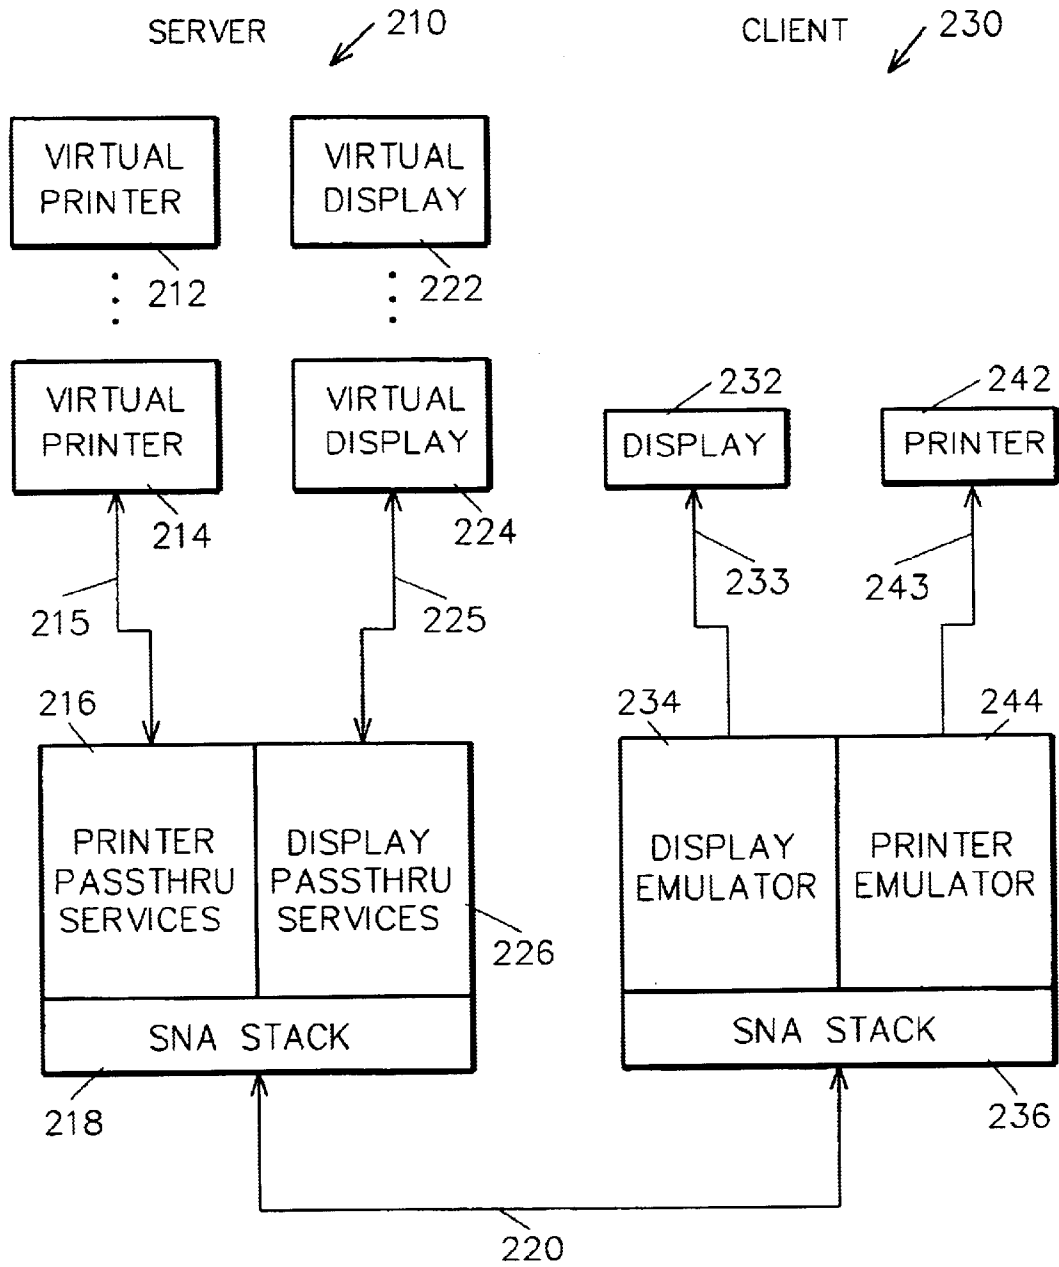 SERVER
210
CLIENT
230
VIRTUAL
PRINTER
VIRTUAL
DISPLAY
212
222
VIRTUAL
PRINTER
VIRTUAL
DISPLAY
232
242
DISPLAY
PRINTER
214
224
233
243
215
225
216
234
244
PRINTER
PASSTHRU
SERVICES
DISPLAY
PASSTHRU
SERVICES
226
DISPLAY
EMULATOR
PRINTER
EMULATOR
SNA STACK
SNA STACK
218
236
220